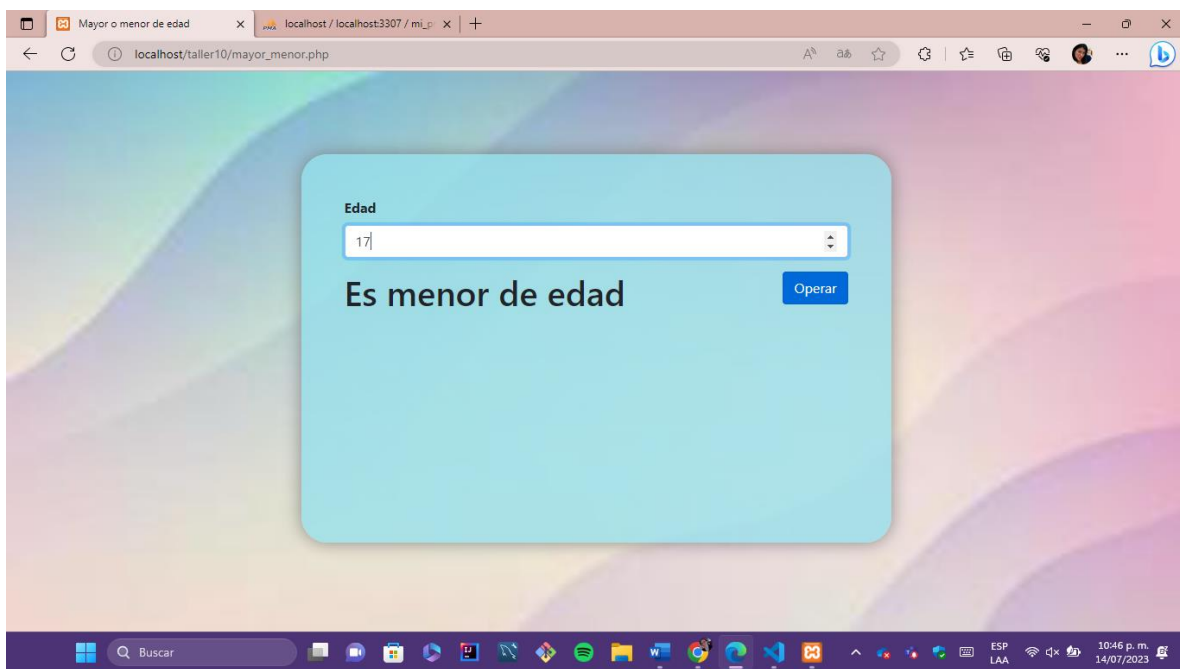 Mayor o menor de edad
localhost / localhost:3307 / mi_p
localhost/taller10/mayor_menor.php
Edad
17
Es menor de edad
Operar
Buscar
ESP
LAA
10:46 p. m.
14/07/2023